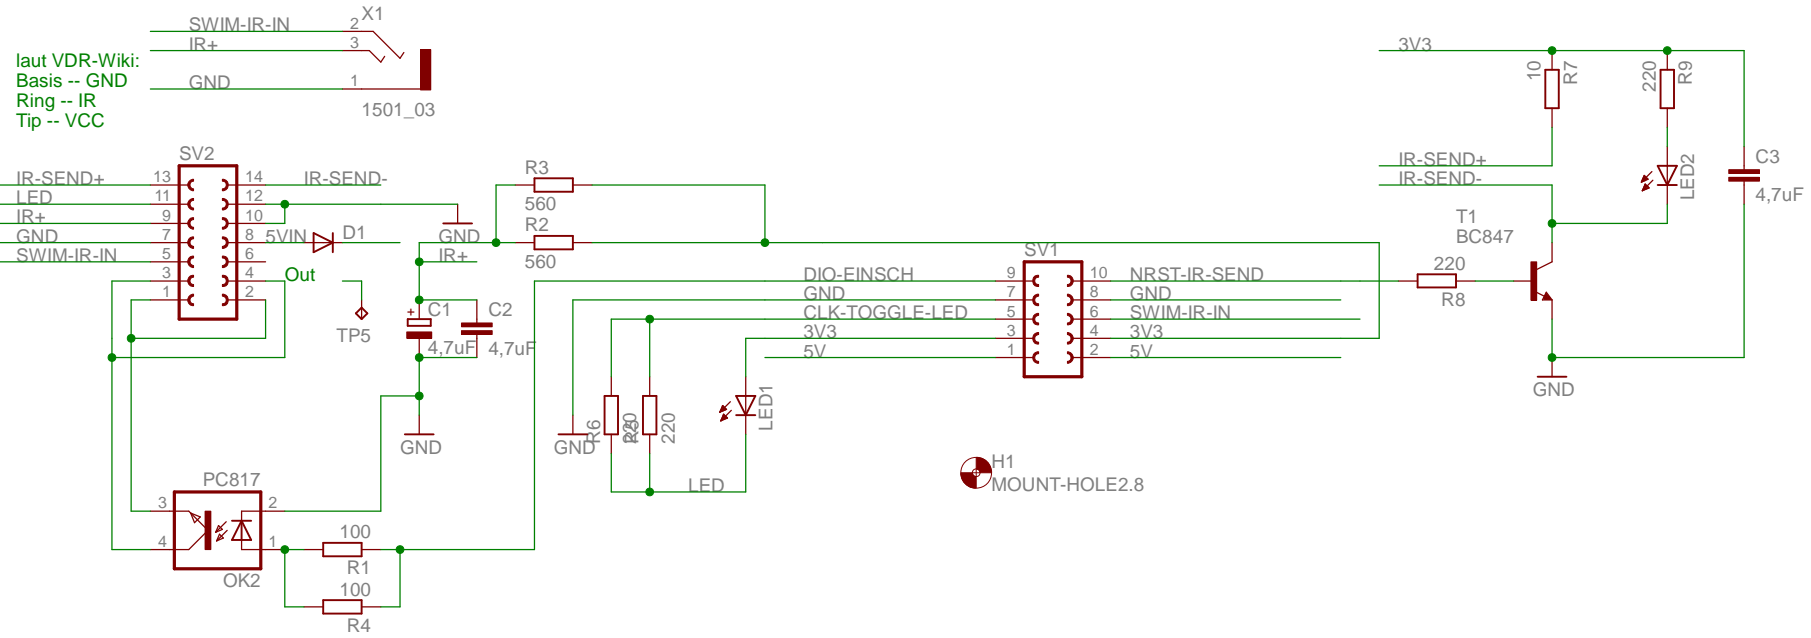 X1
SWIM-IR-IN 2
IR+ 3
GND 1
1501_03
laut VDR-Wiki:
Basis -- GND
Ring -- IR
Tip -- VCC
SV2
IR-SEND+ 13 14 IR-SEND-
LED 11 12
IR+ 9 10
GND 7 8 5VIN D1
SWIM-IR-IN 5 6
3 4 Out
1 2
TP5
GND
IR+
R3
560
R2
560
+ C1
4,7uF
C2
4,7uF
GND
PC817
3 2
4 1
OK2
100
R1
100
R4
SV1
DIO-EINSCH 9 10 NRST-IR-SEND
GND 7 8 GND
CLK-TOGGLE-LED 5 6 SWIM-IR-IN
3V3 3 4 3V3
5V 1 2 5V
GND
R6
220
R5
220
LED1
LED
H1
MOUNT-HOLE2.8
3V3
10
R7
220
R9
IR-SEND+
IR-SEND-
LED2
C3
4,7uF
T1
BC847
220
R8
GND